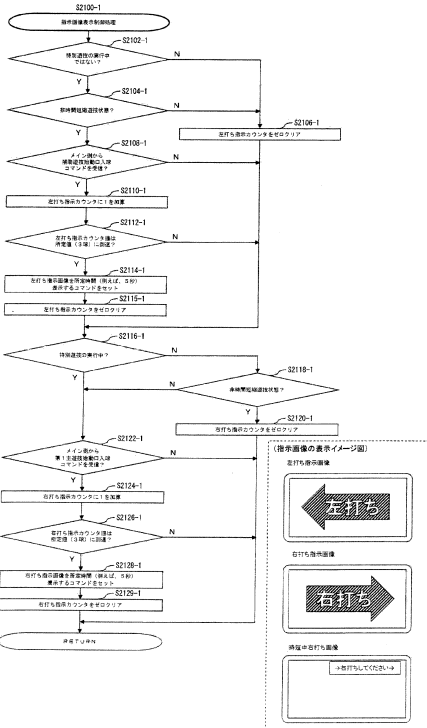 S2100-1
指示画像表示制御処理
S2102-1
特別遊技の実行中
ではない?
N
Y
S2104-1
非時間短縮遊技状態?
N
Y
S2106-1
左打ち指示カウンタをゼロクリア
S2108-1
メイン側から
補助遊技始動口入球
コマンドを受信?
N
Y
S2110-1
左打ち指示カウンタに1を加算
S2112-1
左打ち指示カウンタ値は
所定値(3球)に到達?
N
Y
S2114-1
左打ち指示画像を所定時間(例えば、5秒)
表示するコマンドをセット
S2115-1
左打ち指示カウンタをゼロクリア
S2116-1
特別遊技の実行中?
N
Y
S2118-1
非時間短縮遊技状態?
N
Y
S2120-1
右打ち指示カウンタをゼロクリア
S2122-1
メイン側から
第1主遊技始動口入球
コマンドを受信?
N
Y
S2124-1
右打ち指示カウンタに1を加算
S2126-1
右打ち指示カウンタ値は
所定値(3球)に到達?
N
Y
S2128-1
右打ち指示画像を所定時間(例えば、5秒)
表示するコマンドをセット
S2129-1
右打ち指示カウンタをゼロクリア
RETURN
(指示画像の表示イメージ図)
左打ち指示画像
左打ち
右打ち指示画像
右打ち
時短中右打ち画像
→右打ちしてください→